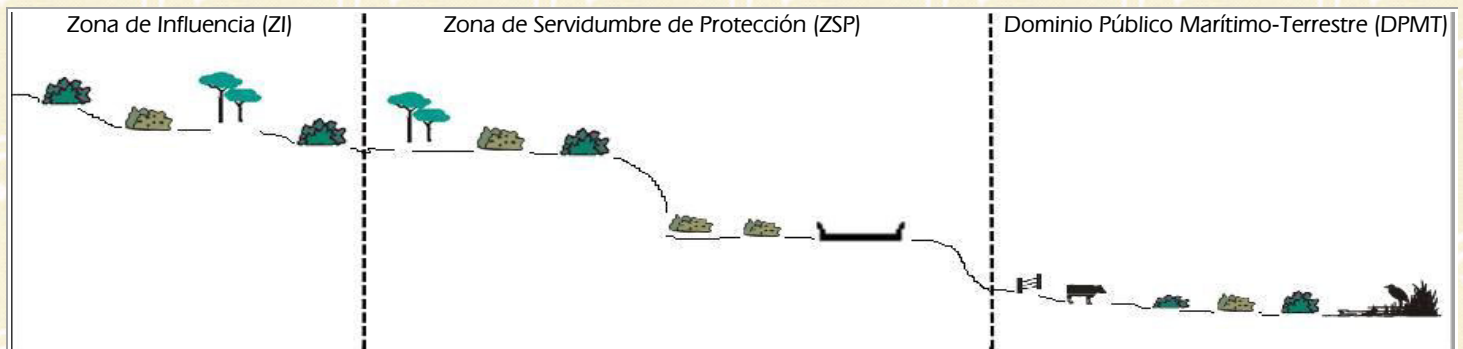 Zona de Influencia (ZI)
Zona de Servidumbre de Protección (ZSP)
Dominio Público Marítimo-Terrestre (DPMT)